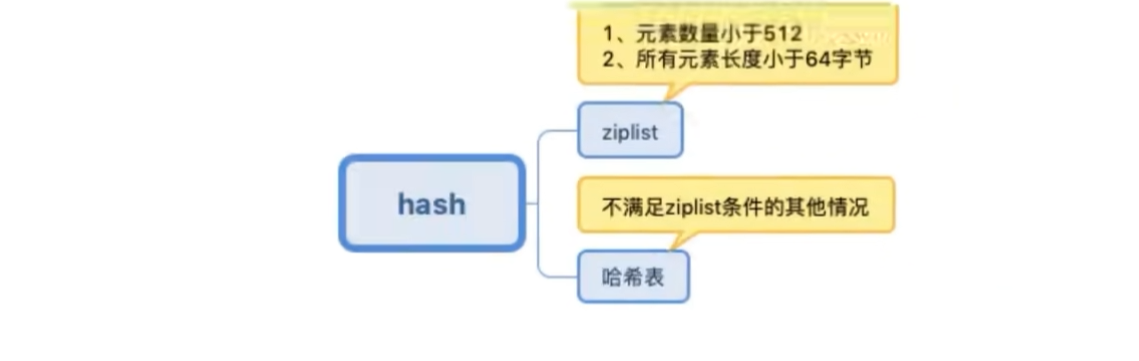 1、元素数量小于512
2、所有元素长度小于64字节
ziplist
hash
不满足ziplist条件的其他情况
哈希表